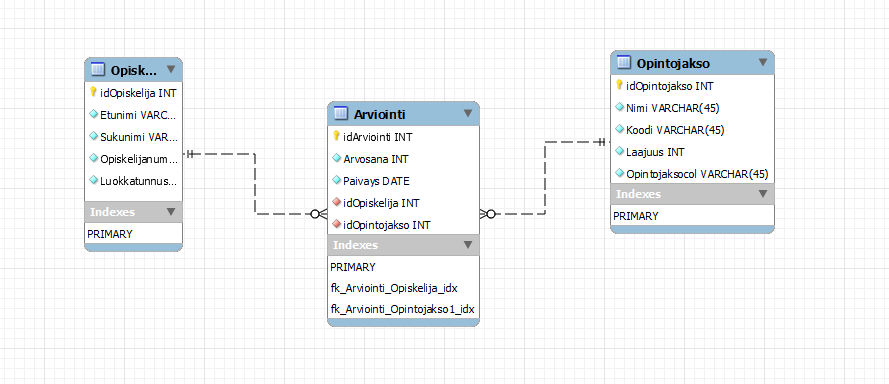 Opisk...
idOpiskelija INT
Etunimi VARC...
Sukunimi VAR...
Opiskelijanum...
Luokkatunnus...
Indexes
PRIMARY
Arviointi
idArviointi INT
Arvosana INT
Paivays DATE
idOpiskelija INT
idOpintojakso INT
Indexes
PRIMARY
fk_Arviointi_Opiskelija_idx
fk_Arviointi_Opintojakso1_idx
Opintojakso
idOpintojakso INT
Nimi VARCHAR(45)
Koodi VARCHAR(45)
Laajuus INT
Opintojaksocol VARCHAR(45)
Indexes
PRIMARY